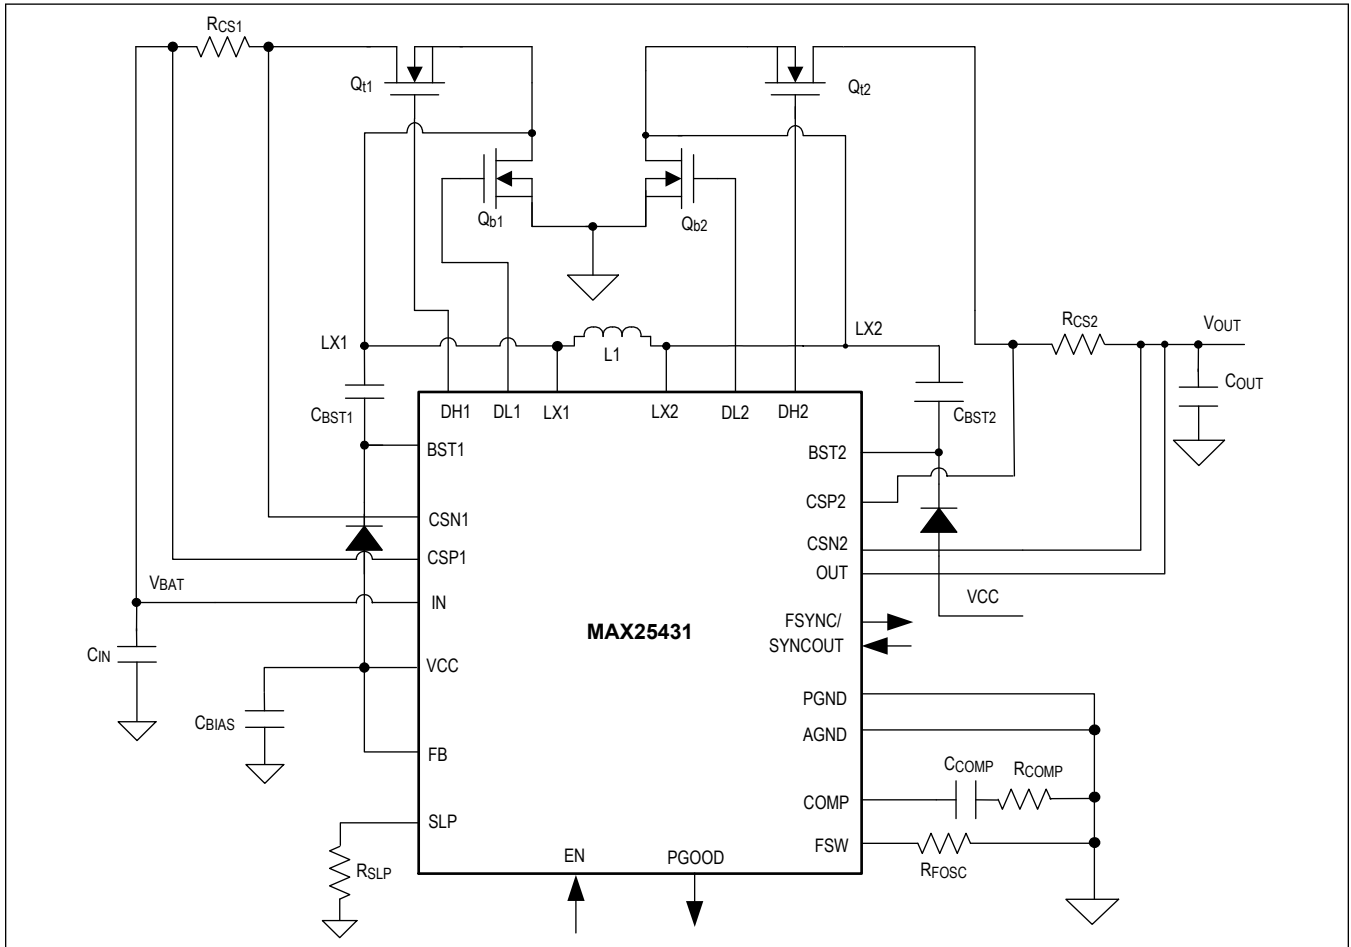 RCS1
Qt1
Qt2
Qb1
Qb2
LX1
L1
LX2
RCS2
VOUT
COUT
CBST1
DH1
DL1
LX1
LX2
DL2
DH2
CBST2
BST1
BST2
CSP2
CSN1
CSN2
CSP1
OUT
VBAT
IN
VCC
FSYNC/
SYNCOUT
MAX25431
CIN
VCC
PGND
CBIAS
AGND
FB
CCOMP
RCOMP
COMP
SLP
FSW
RSLP
EN
PGOOD
RFOSC